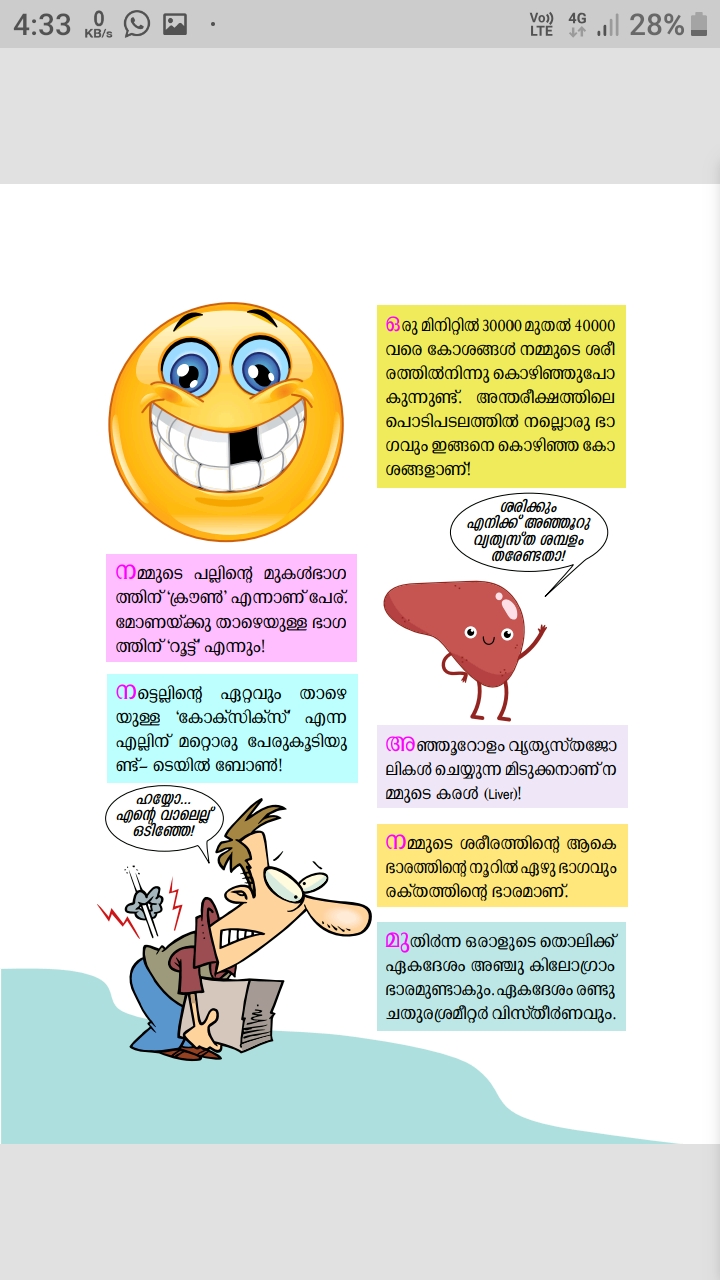 4:33
0
KB/s
Vo))
LTE
4G
28%
ഒരു മിനിറ്റിൽ 30000 മുതൽ 40000
വരെ കോശങ്ങൾ നമ്മുടെ ശരീ
രത്തിൽനിന്നു കൊഴിഞ്ഞുപോ
കുന്നുണ്ട്. അന്തരീക്ഷത്തിലെ
പൊടിപടലത്തിൽ നല്ലൊരു ഭാ
ഗവും ഇങ്ങനെ കൊഴിഞ്ഞ കോ
ശങ്ങളാണ്!
ശരിക്കും
എനിക്ക് അഞ്ഞൂറു
വ്യത്യസ്ത ശമ്പളം
തരേണ്ടതാ!
നമ്മുടെ പല്ലിന്റെ മുകൾഭാഗ
ത്തിന് ‘ക്രൗൺ’ എന്നാണ് പേര്.
മോണയ്ക്കു താഴെയുള്ള ഭാഗ
ത്തിന് ‘റൂട്ട്’ എന്നും!
നട്ടെല്ലിന്റെ ഏറ്റവും താഴെ
യുള്ള ‘കോക്സിക്സ്’ എന്ന
എല്ലിന് മറ്റൊരു പേരുകൂടിയു
ണ്ട്– ടെയിൽ ബോൺ!
ഹയ്യോ...
എന്റെ വാലെല്ല്
ഒടിഞ്ഞേ!
അഞ്ഞൂറോളം വ്യത്യസ്തജോ
ലികൾ ചെയ്യുന്ന മിടുക്കനാണ് ന
മ്മുടെ കരൾ (Liver)!
നമ്മുടെ ശരീരത്തിന്റെ ആകെ
ഭാരത്തിന്റെ നൂറിൽ ഏഴു ഭാഗവും
രക്തത്തിന്റെ ഭാരമാണ്.
മുതിർന്ന ഒരാളുടെ തൊലിക്ക്
ഏകദേശം അഞ്ചു കിലോഗ്രാം
ഭാരമുണ്ടാകും. ഏകദേശം രണ്ടു
ചതുരശ്രമീറ്റർ വിസ്തീർണവും.